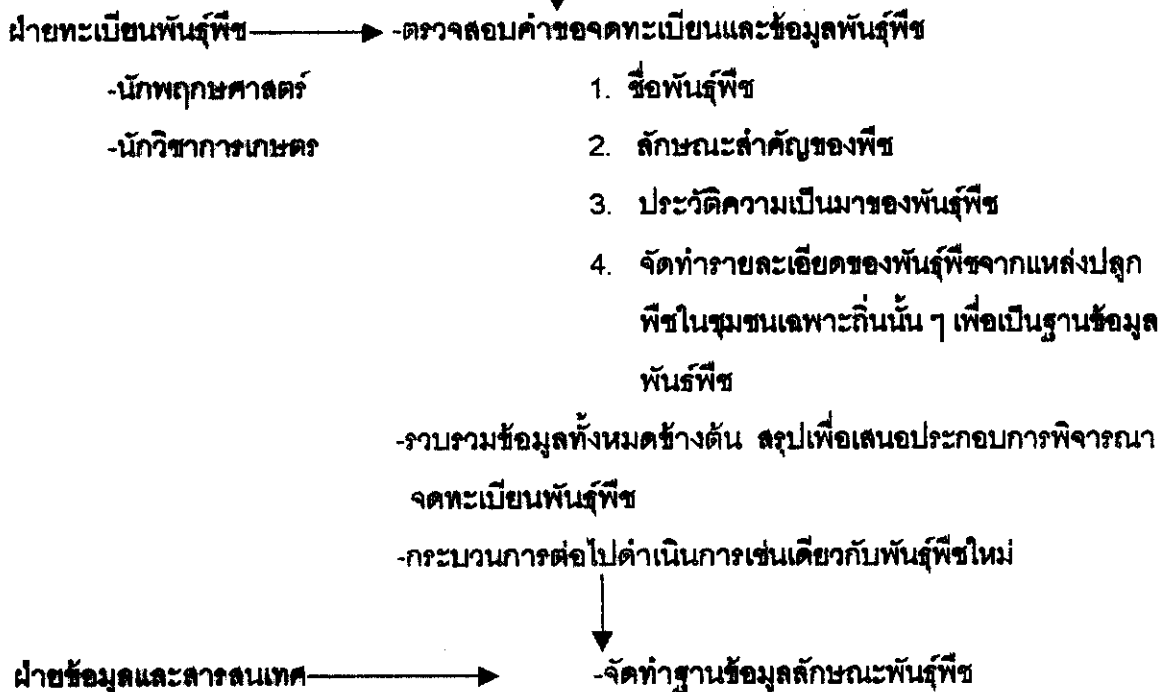 ฝ่ายทะเบียนพันธุ์พืช -ตรวจสอบคำขอจดทะเบียนและข้อมูลพันธุ์พืช
-นักพฤกษศาสตร์ 1. ชื่อพันธุ์พืช
-นักวิชาการเกษตร 2. ลักษณะสำคัญของพืช
3. ประวัติความเป็นมาของพันธุ์พืช
4. จัดทำรายละเอียดของพันธุ์พืชจากแหล่งปลูก
พืชในชุมชนเฉพาะถิ่นนั้น ๆ เพื่อเป็นฐานข้อมูล
พันธ์พืช
-รวบรวมข้อมูลทั้งหมดข้างต้น สรุปเพื่อเสนอประกอบการพิจารณา
จดทะเบียนพันธุ์พืช
-กระบวนการต่อไปดำเนินการเช่นเดียวกับพันธุ์พืชใหม่
ฝ่ายข้อมูลและสารสนเทศ -จัดทำฐานข้อมูลลักษณะพันธุ์พืช